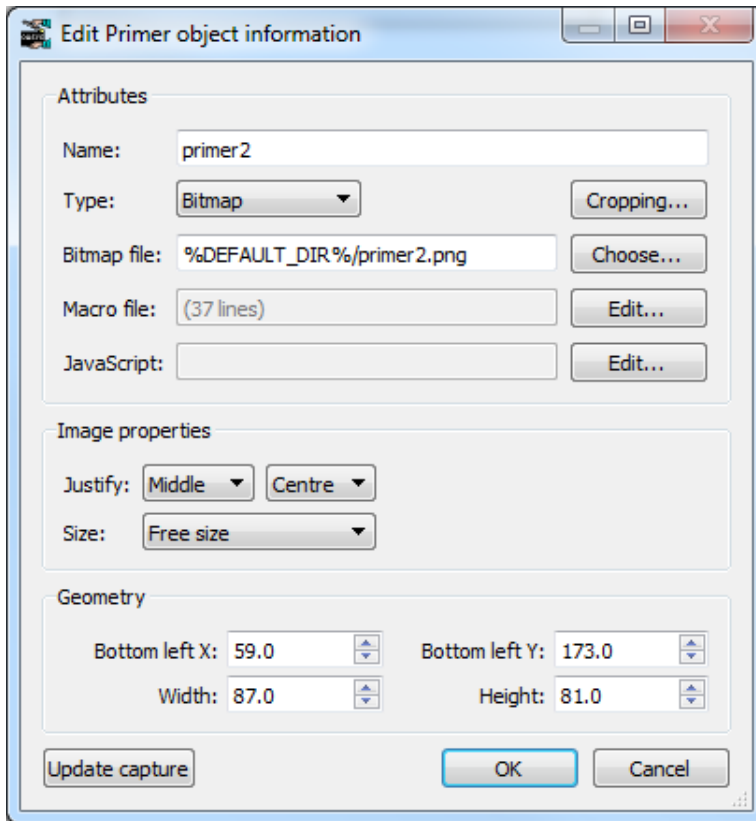 Edit Primer object information
Attributes
Name: primer2
Type: Bitmap Cropping...
Bitmap file: %DEFAULT_DIR%/primer2.png Choose...
Macro file: (37 lines) Edit...
JavaScript: Edit...
Image properties
Justify: Middle Centre
Size: Free size
Geometry
Bottom left X: 59.0 Bottom left Y: 173.0
Width: 87.0 Height: 81.0
Update capture OK Cancel